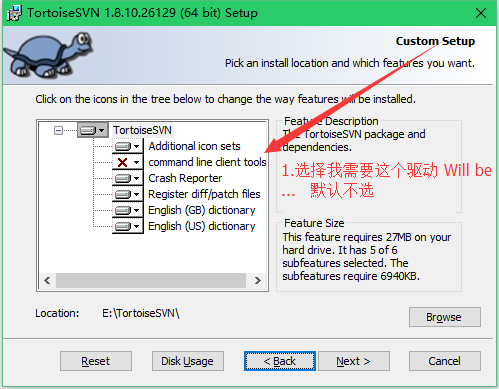 TortoiseSVN 1.8.10.26129 (64 bit) Setup
Custom Setup
Pick an install location and which features you want.
Click on the icons in the tree below to change the way features will be installed.
TortoiseSVN
Additional icon sets
command line client tools
Crash Reporter
Register diff/patch files
English (GB) dictionary
English (US) dictionary
Feature Description
The TortoiseSVN package and
dependencies.
1.选择我需要这个驱动 Will be
... 默认不选
Feature Size
This feature requires 27MB on your
hard drive. It has 5 of 6
subfeatures selected. The
subfeatures require 6940KB.
Location: E:\TortoiseSVN\
Browse
Reset Disk Usage < Back Next > Cancel